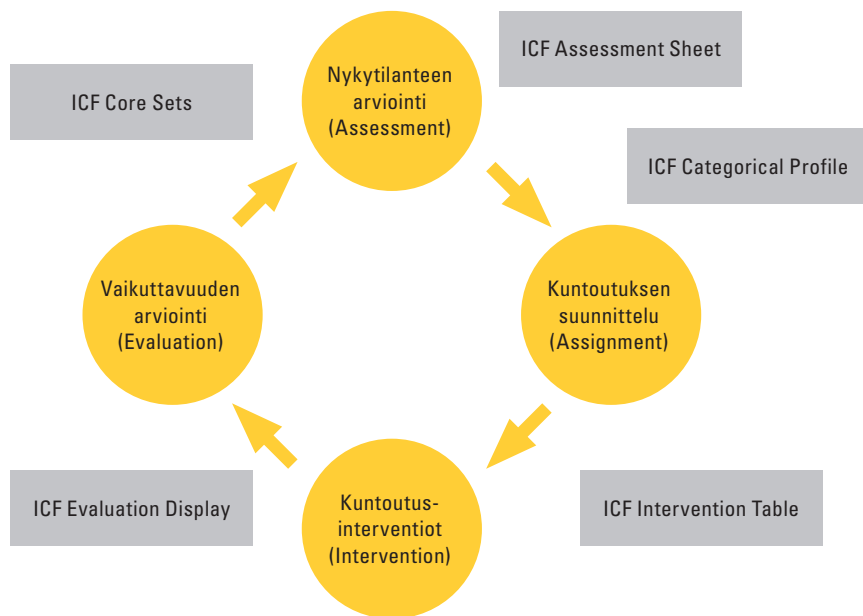 ICF Assessment Sheet
ICF Core Sets
Nykytilanteen
arviointi
(Assessment)
ICF Categorical Profile
Vaikuttavuuden
arviointi
(Evaluation)
Kuntoutuksen
suunnittelu
(Assignment)
ICF Evaluation Display
Kuntoutus-
interventiot
(Intervention)
ICF Intervention Table